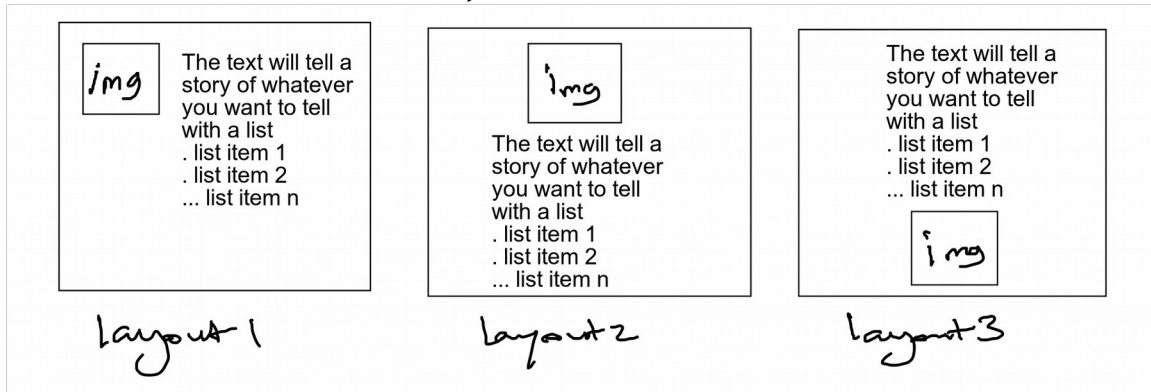 img
The text will tell a
story of whatever
you want to tell
with a list
. list item 1
. list item 2
... list item n
Layout 1
img
The text will tell a
story of whatever
you want to tell
with a list
. list item 1
. list item 2
... list item n
Layout 2
The text will tell a
story of whatever
you want to tell
with a list
. list item 1
. list item 2
... list item n
img
Layout 3